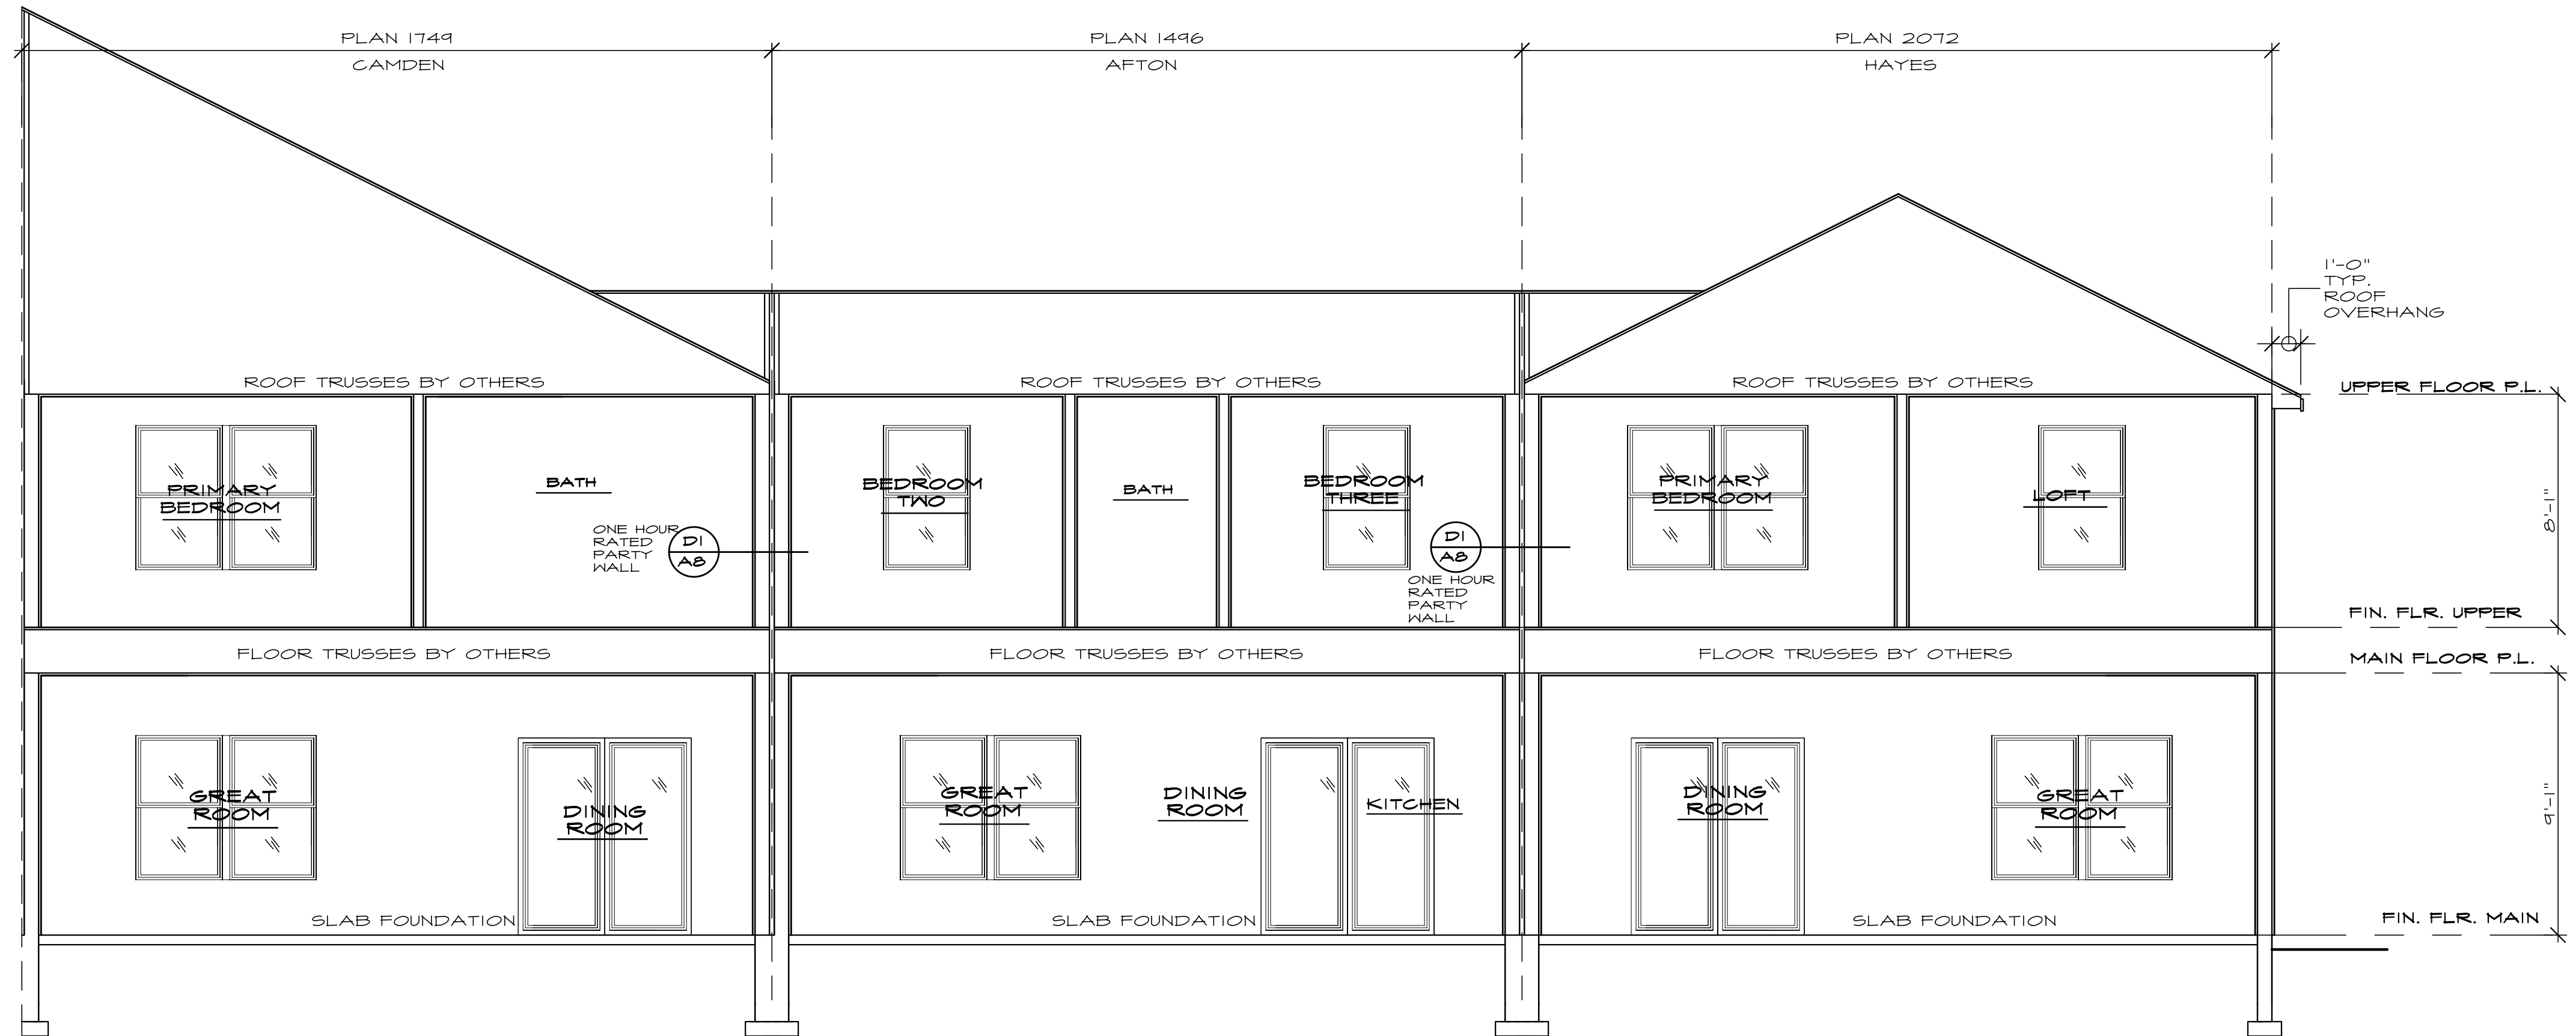 PLAN 1749
CAMDEN
PLAN 1496
AFTON
PLAN 2072
HAYES
1'-0"
TYP.
ROOF
OVERHANG
ROOF TRUSSES BY OTHERS
ROOF TRUSSES BY OTHERS
ROOF TRUSSES BY OTHERS
UPPER FLOOR P.L.
PRIMARY
BEDROOM
BATH
ONE HOUR
RATED
PARTY
WALL
D1
A8
BEDROOM
TWO
BATH
BEDROOM
THREE
D1
A8
ONE HOUR
RATED
PARTY
WALL
PRIMARY
BEDROOM
LOFT
8'-1"
FIN. FLR. UPPER
FLOOR TRUSSES BY OTHERS
FLOOR TRUSSES BY OTHERS
FLOOR TRUSSES BY OTHERS
MAIN FLOOR P.L.
GREAT
ROOM
DINING
ROOM
GREAT
ROOM
DINING
ROOM
KITCHEN
DINING
ROOM
GREAT
ROOM
9'-1"
SLAB FOUNDATION
SLAB FOUNDATION
SLAB FOUNDATION
FIN. FLR. MAIN